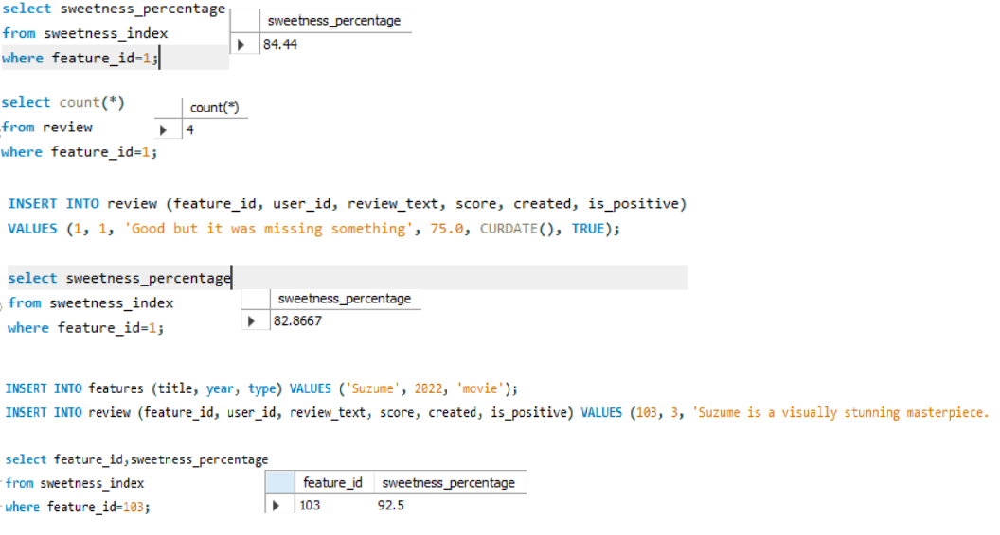 select sweetness_percentage
from sweetness_index
where feature_id=1;
sweetness_percentage
84.44
select count(*)
from review
where feature_id=1;
count(*)
4
INSERT INTO review (feature_id, user_id, review_text, score, created, is_positive)
VALUES (1, 1, 'Good but it was missing something', 75.0, CURDATE(), TRUE);
select sweetness_percentage
from sweetness_index
where feature_id=1;
sweetness_percentage
82.8667
INSERT INTO features (title, year, type) VALUES ('Suzume', 2022, 'movie');
INSERT INTO review (feature_id, user_id, review_text, score, created, is_positive) VALUES (103, 3, 'Suzume is a visually stunning masterpiece.
select feature_id,sweetness_percentage
from sweetness_index
where feature_id=103;
feature_id sweetness_percentage
103 92.5